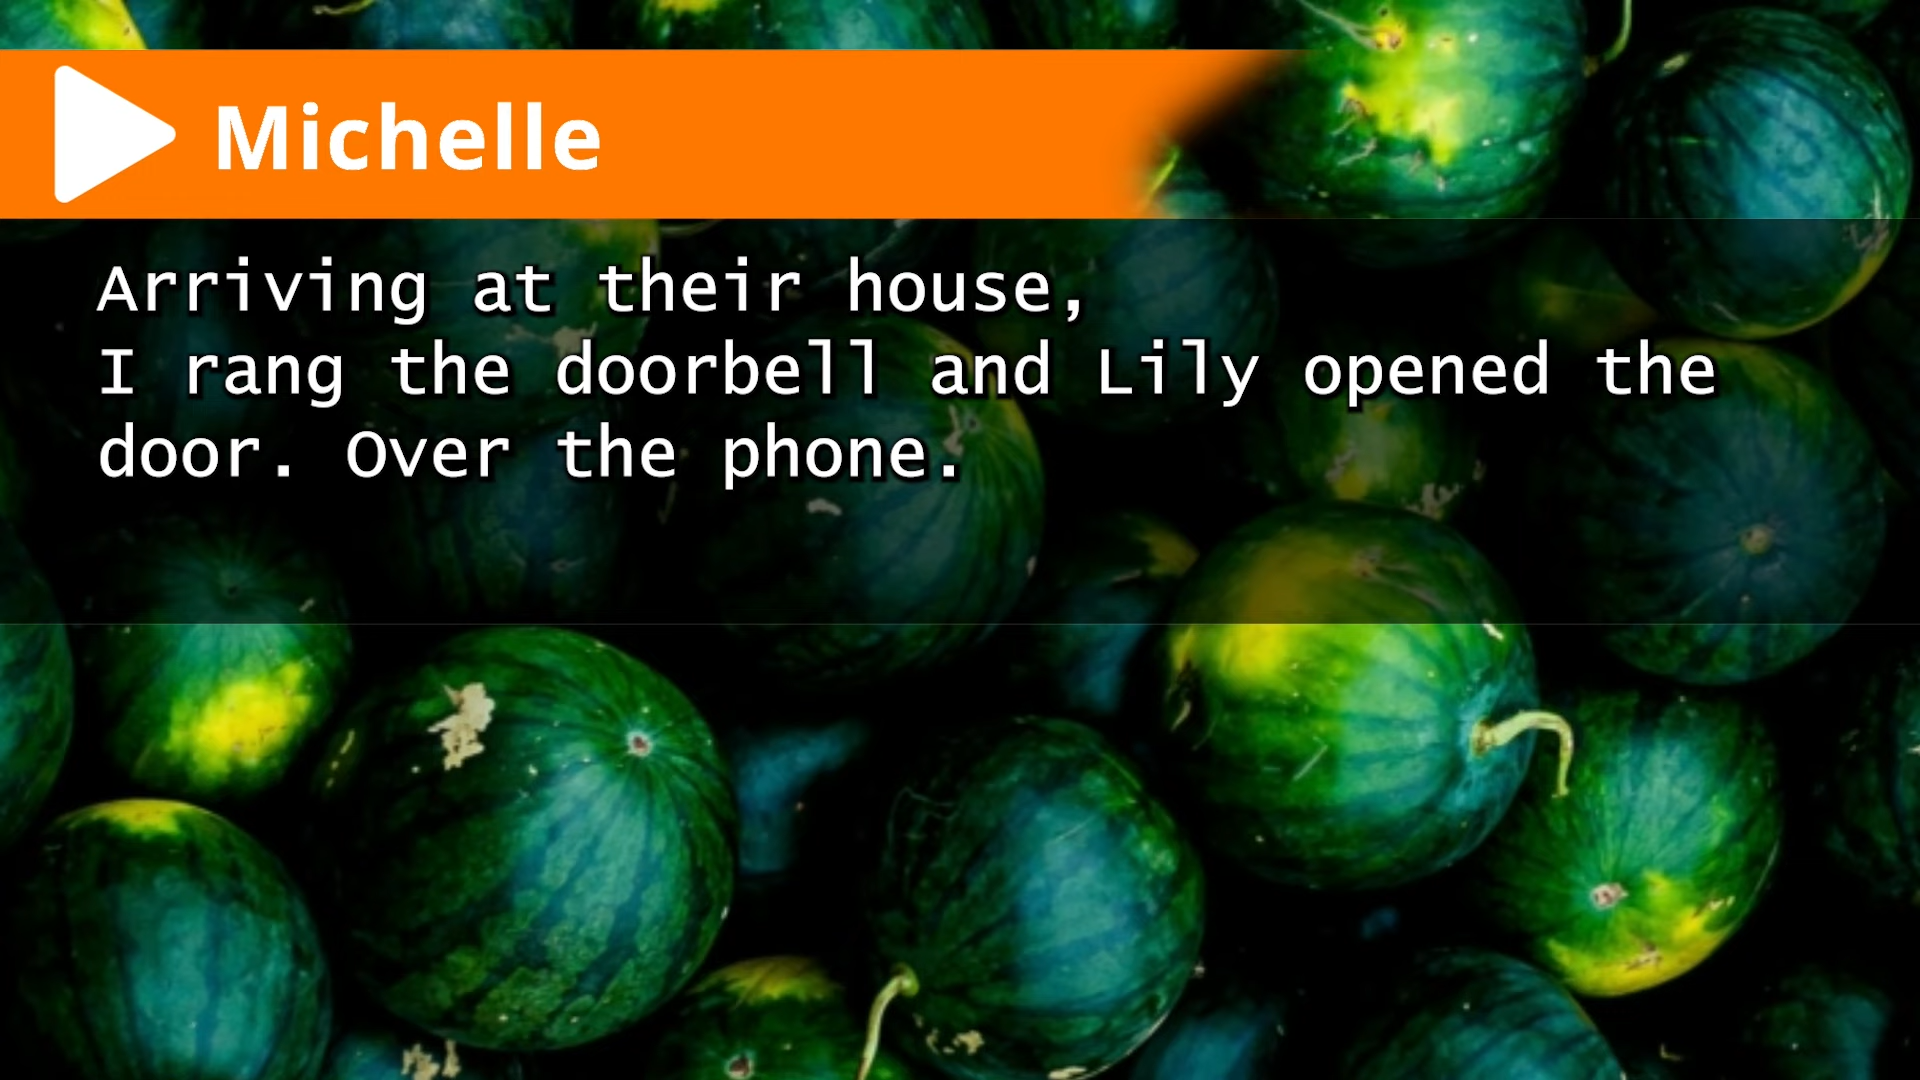 Michelle
Arriving at their house,
I rang the doorbell and Lily opened the
door. Over the phone.